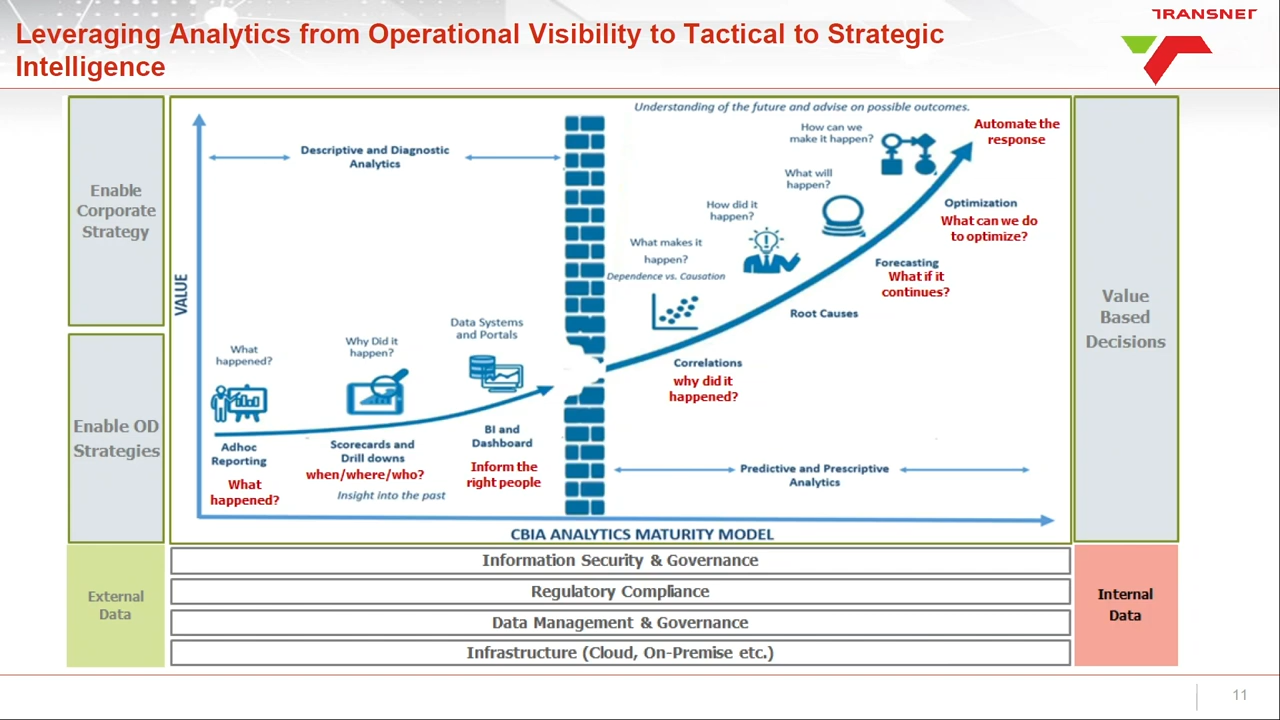 TRANSNET
Leveraging Analytics from Operational Visibility to Tactical to Strategic
Intelligence
Enable
Corporate
Strategy
Enable OD
Strategies
External
Data
VALUE
Descriptive and Diagnostic
Analytics
What
happened?
Adhoc
Reporting
What
happened?
Why Did it
happen?
Scorecards and
Drill downs
when/where/who?
Insight into the past
Data Systems
and Portals
BI and
Dashboard
Inform the
right people
Understanding of the future and advise on possible outcomes.
What makes it
happen?
Dependence vs. Causation
Correlations
why did it
happened?
How did it
happen?
Root Causes
What will
happen?
Forecasting
What if it
continues?
How can we
make it happen?
Optimization
What can we do
to optimize?
Automate the
response
Predictive and Prescriptive
Analytics
CBIA ANALYTICS MATURITY MODEL
Information Security & Governance
Regulatory Compliance
Data Management & Governance
Infrastructure (Cloud, On-Premise etc.)
Value
Based
Decisions
Internal
Data
11